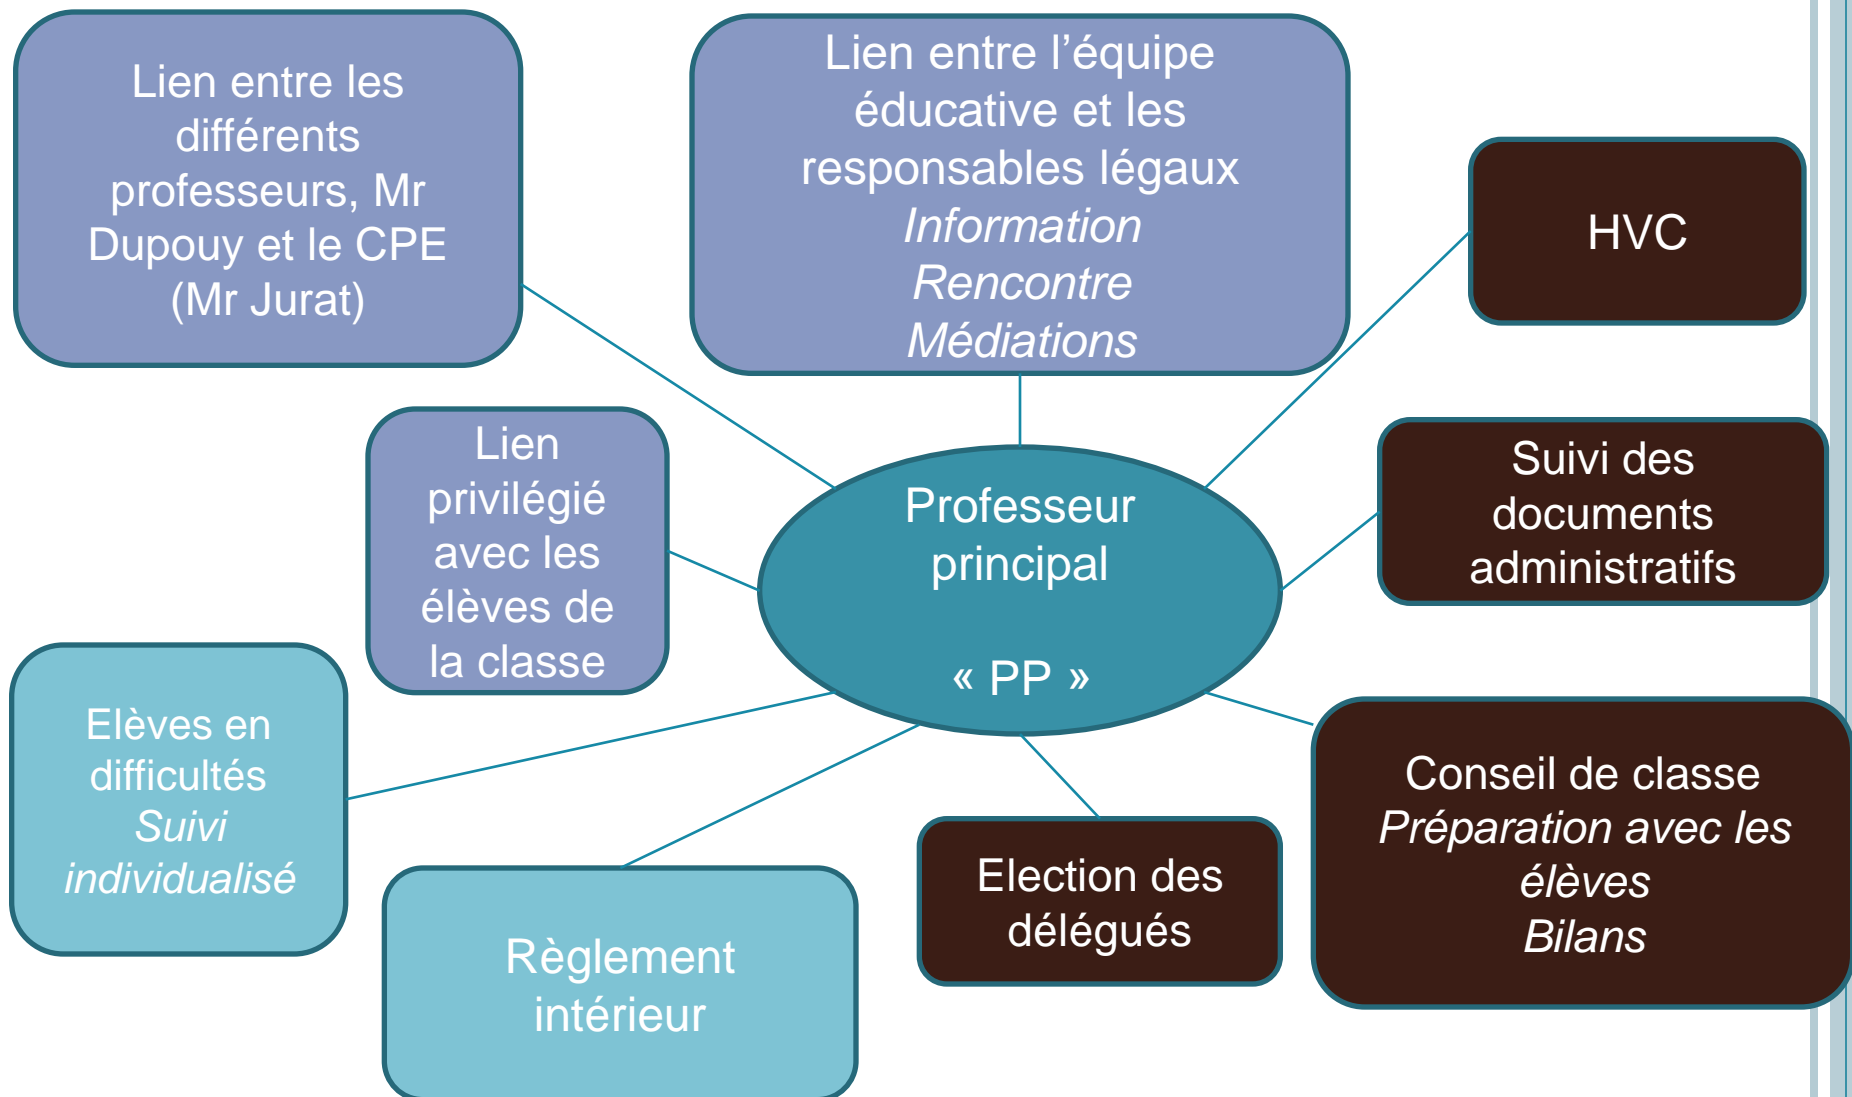 Lien entre les
différents
professeurs, Mr
Dupouy et le CPE
(Mr Jurat)
Lien entre l’équipe
éducative et les
responsables légaux
Information
Rencontre
Médiations
HVC
Lien
privilégié
avec les
élèves de
la classe
Professeur
principal
« PP »
Suivi des
documents
administratifs
Elèves en
difficultés
Suivi
individualisé
Règlement
intérieur
Election des
délégués
Conseil de classe
Préparation avec les
élèves
Bilans